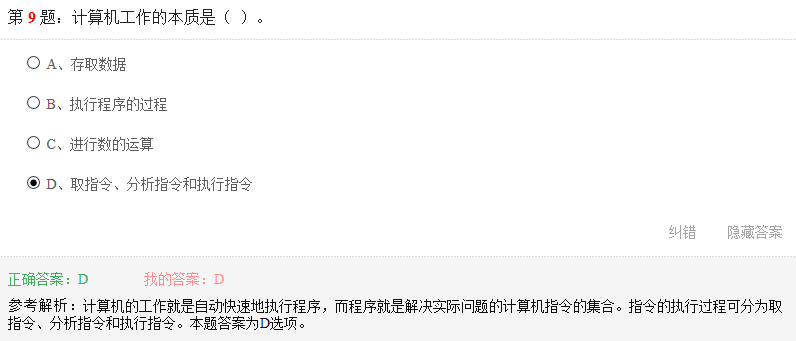 第 9 题：计算机工作的本质是（ ）。
A、存取数据
B、执行程序的过程
C、进行数的运算
D、取指令、分析指令和执行指令
纠错 隐藏答案
正确答案：D 我的答案：D
参考解析：计算机的工作就是自动快速地执行程序，而程序就是解决实际问题的计算机指令的集合。指令的执行过程可分为取
指令、分析指令和执行指令。本题答案为D选项。